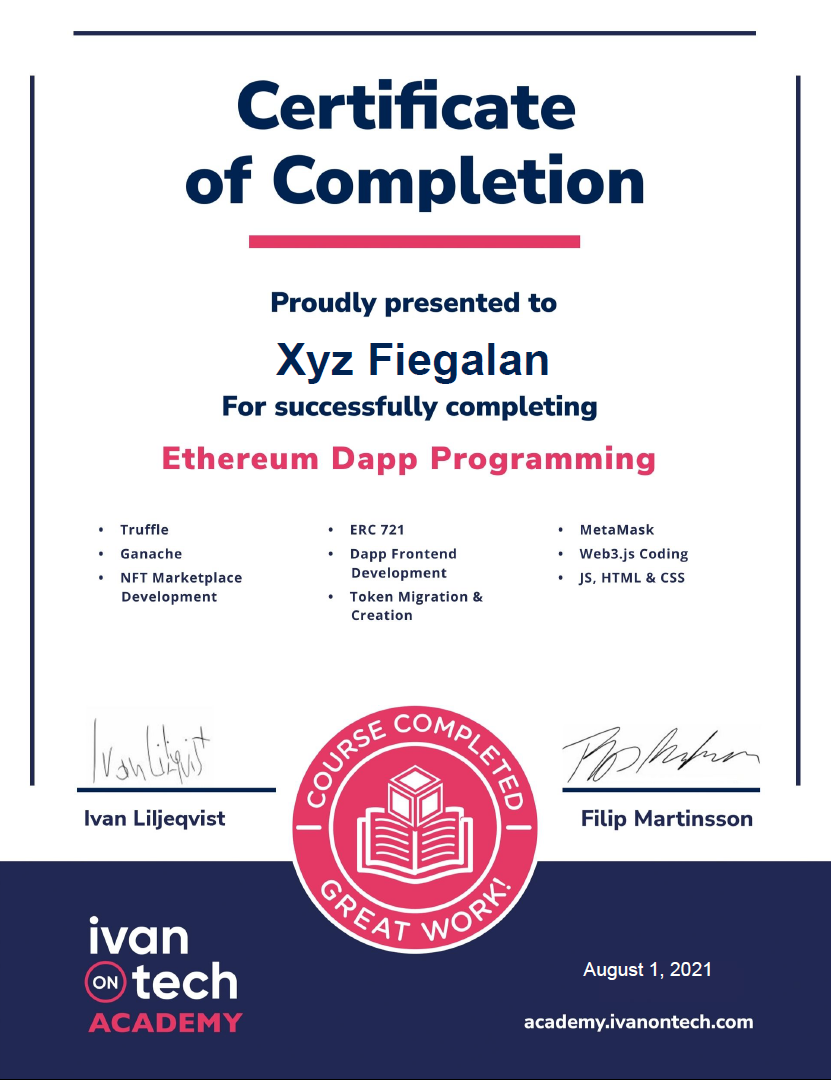 Certificate
of Completion
Proudly presented to
Xyz Fiegalan
For successfully completing
Ethereum Dapp Programming
• Truffle
• Ganache
• NFT Marketplace
Development
• ERC 721
• Dapp Frontend
Development
• Token Migration &
Creation
• MetaMask
• Web3.js Coding
• JS, HTML & CSS
Ivan Liljeqvist
Ivan Liljeqvist
Filip Martinsson
COURSE COMPLETED
GREAT WORK!
ivan
ON tech
ACADEMY
August 1, 2021
academy.ivanontech.com